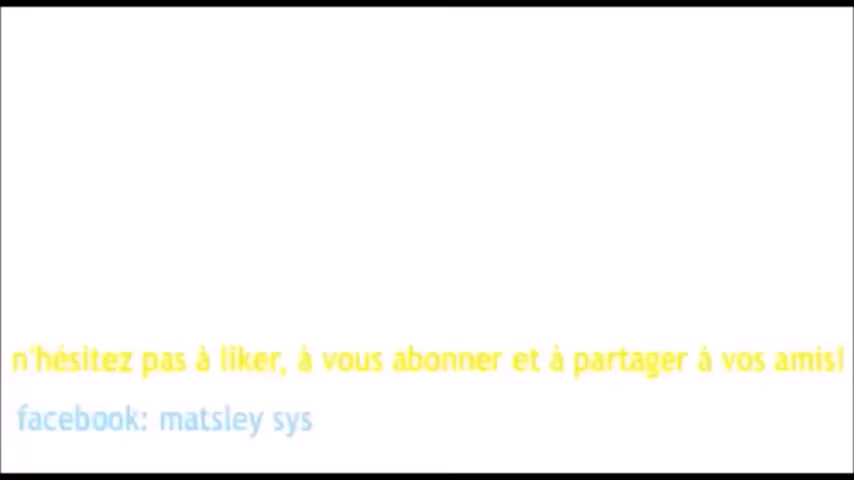 n'hésitez pas à liker, à vous abonner et à partager à vos amis!
facebook: matsley sys